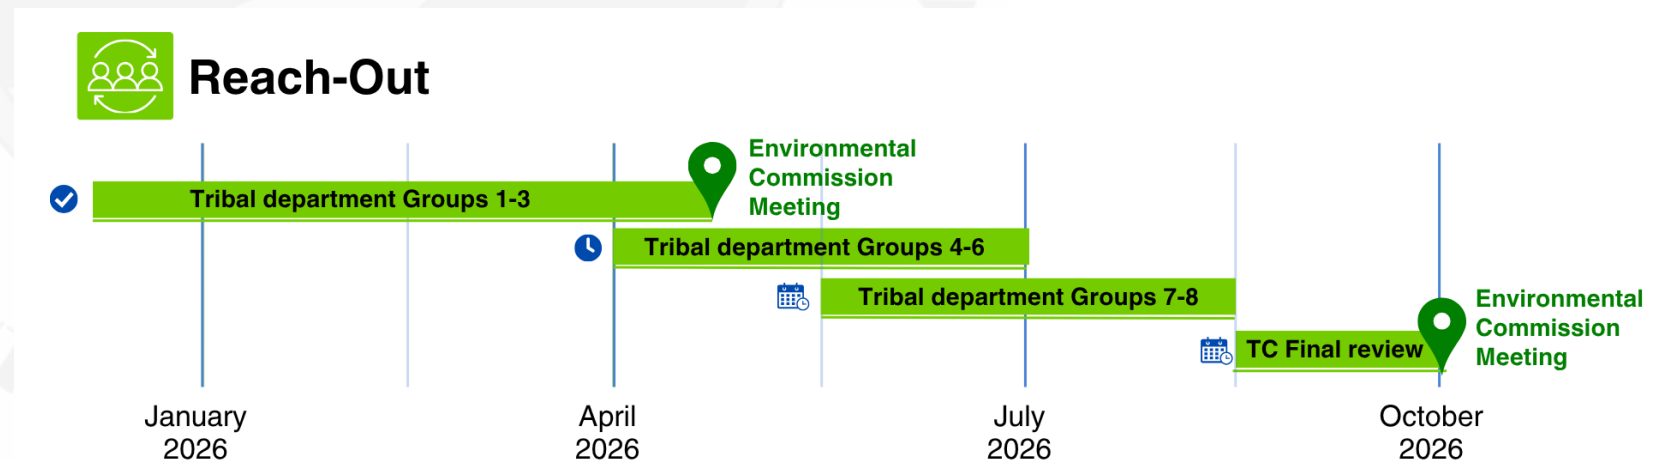 Reach-Out
Environmental
Commission
Meeting
Tribal department Groups 1-3
Tribal department Groups 4-6
Tribal department Groups 7-8
Environmental
Commission
Meeting
TC Final review
January
2026
April
2026
July
2026
October
2026